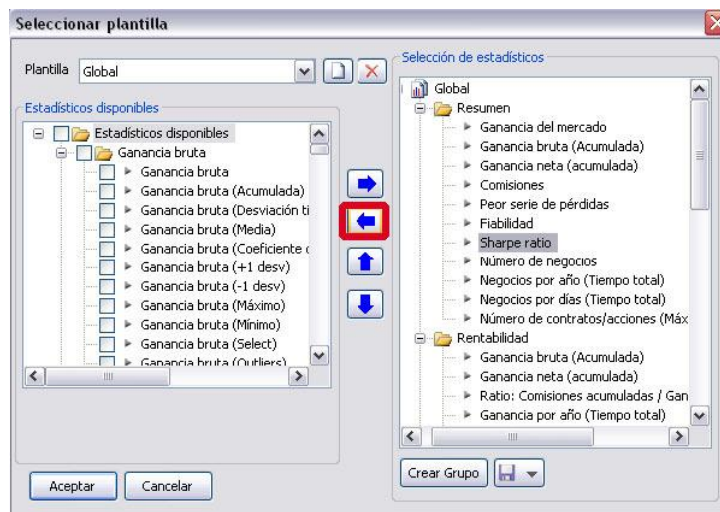 Seleccionar plantilla
Plantilla
Global
Estadísticos disponibles
Estadísticos disponibles
Ganancia bruta
Ganancia bruta
Ganancia bruta (Acumulada)
Ganancia bruta (Desviación ti
Ganancia bruta (Media)
Ganancia bruta (Coeficiente
Ganancia bruta (+1 desv)
Ganancia bruta (-1 desv)
Ganancia bruta (Máximo)
Ganancia bruta (Mínimo)
Ganancia bruta (Select)
Ganancia bruta (Outliers)
Aceptar
Cancelar
Selección de estadísticos
Global
Resumen
Ganancia del mercado
Ganancia bruta (Acumulada)
Ganancia neta (acumulada)
Comisiones
Peor serie de pérdidas
Fiabilidad
Sharpe ratio
Número de negocios
Negocios por año (Tiempo total)
Negocios por días (Tiempo total)
Número de contratos/acciones (Máx
Rentabilidad
Ganancia bruta (Acumulada)
Ganancia neta (acumulada)
Ratio: Comisiones acumuladas / Gan
Ganancia por año (Tiempo total)
Crear Grupo